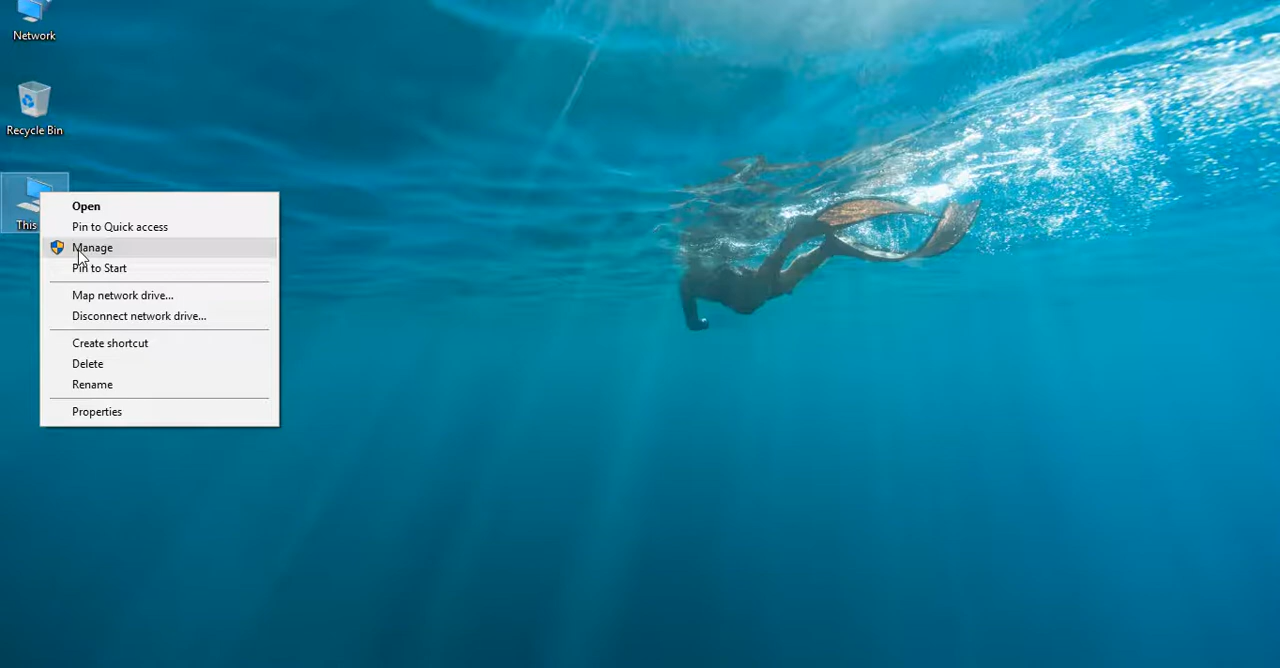 Network
Recycle Bin
This
Open
Pin to Quick access
Manage
Pin to Start
Map network drive...
Disconnect network drive...
Create shortcut
Delete
Rename
Properties